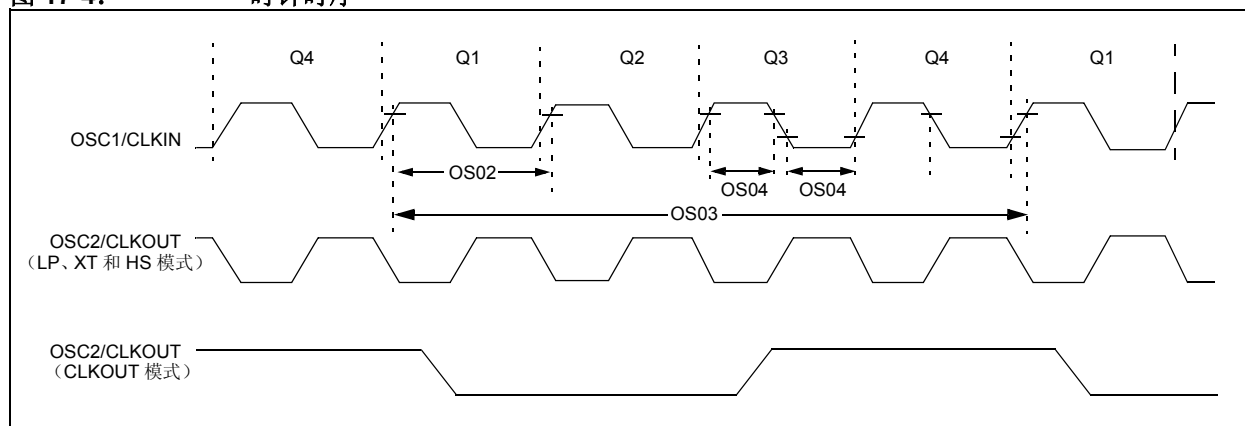 Q4 Q1 Q2 Q3 Q4 Q1
OSC1/CLKIN
OS02
OS04 OS04
OS03
OSC2/CLKOUT
（LP、XT 和 HS 模式）
OSC2/CLKOUT
（CLKOUT 模式）